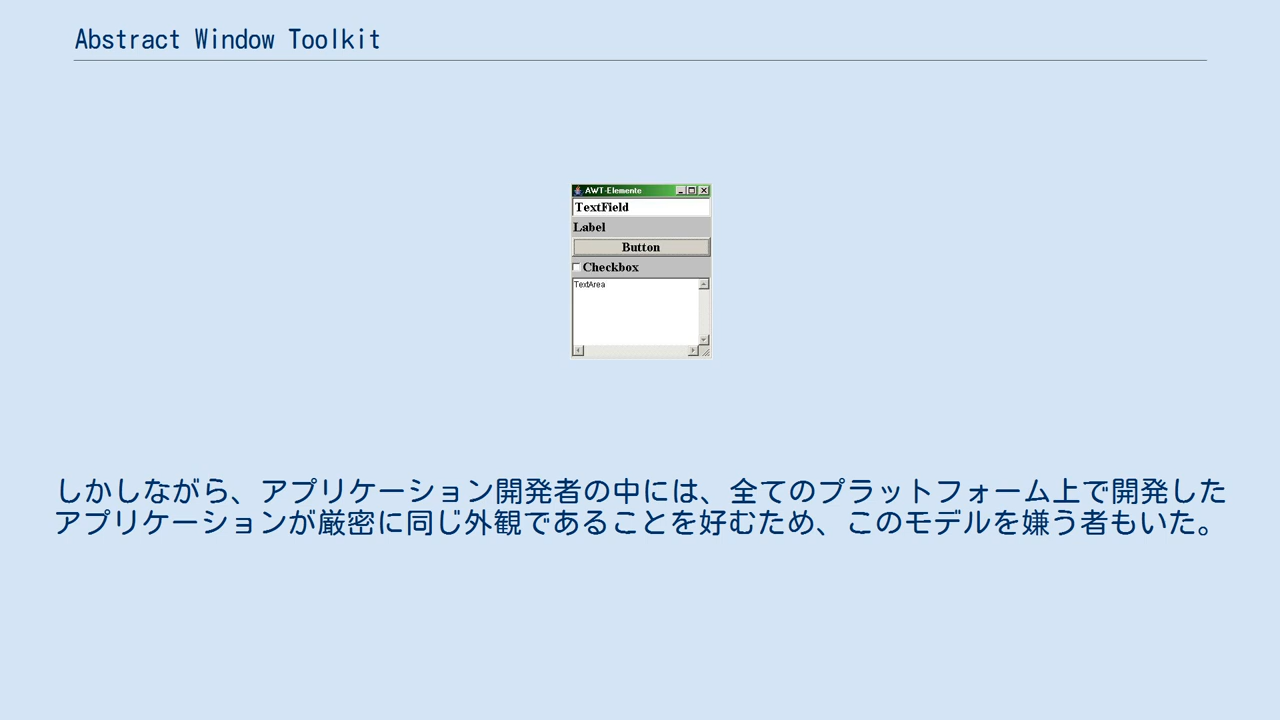 Abstract Window Toolkit
AWT-Elemente
TextField
Label
Button
Checkbox
TextArea
しかしながら、アプリケーション開発者の中には、全てのプラットフォーム上で開発した
アプリケーションが厳密に同じ外観であることを好むため、このモデルを嫌う者もいた。